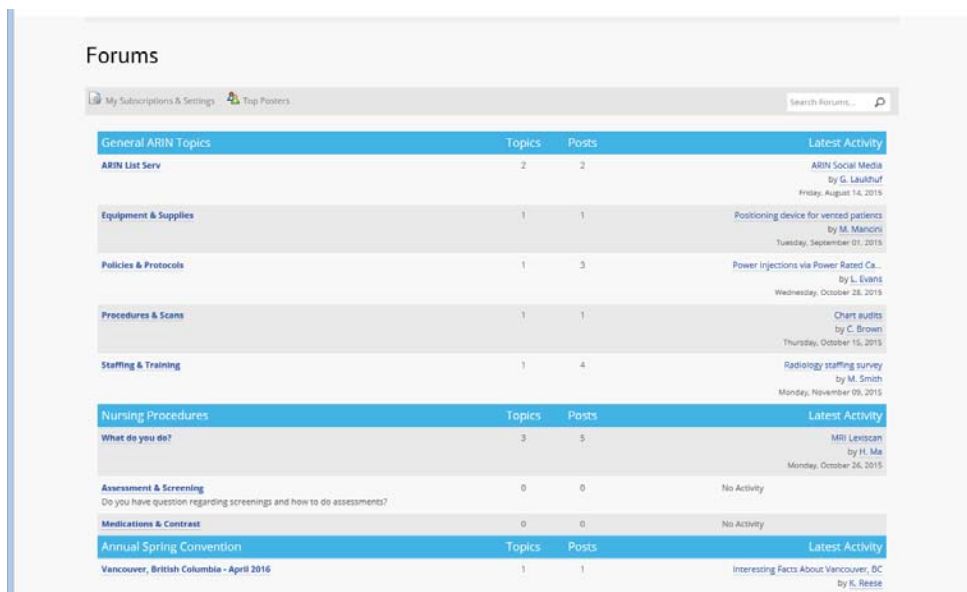 Forums
My Subscriptions & Settings Top Posters Search Forums...
General ARIN Topics Topics Posts Latest Activity
ARIN List Serv 2 2 ARIN Social Media
by G. Laukhuf
Friday, August 14, 2015
Equipment & Supplies 1 1 Positioning device for vented patients
by M. Mancini
Tuesday, September 01, 2015
Policies & Protocols 1 3 Power Injections via Power Rated Ca...
by L. Evans
Wednesday, October 28, 2015
Procedures & Scans 1 1 Chart audits
by C. Brown
Thursday, October 15, 2015
Staffing & Training 1 4 Radiology staffing survey
by M. Smith
Monday, November 09, 2015
Nursing Procedures Topics Posts Latest Activity
What do you do? 3 5 MRI Lexiscan
by H. Ma
Monday, October 26, 2015
Assessment & Screening 0 0 No Activity
Do you have question regarding screenings and how to do assessments?
Medications & Contrast 0 0 No Activity
Annual Spring Convention Topics Posts Latest Activity
Vancouver, British Columbia - April 2016 1 1 Interesting Facts About Vancouver, BC
by K. Reese